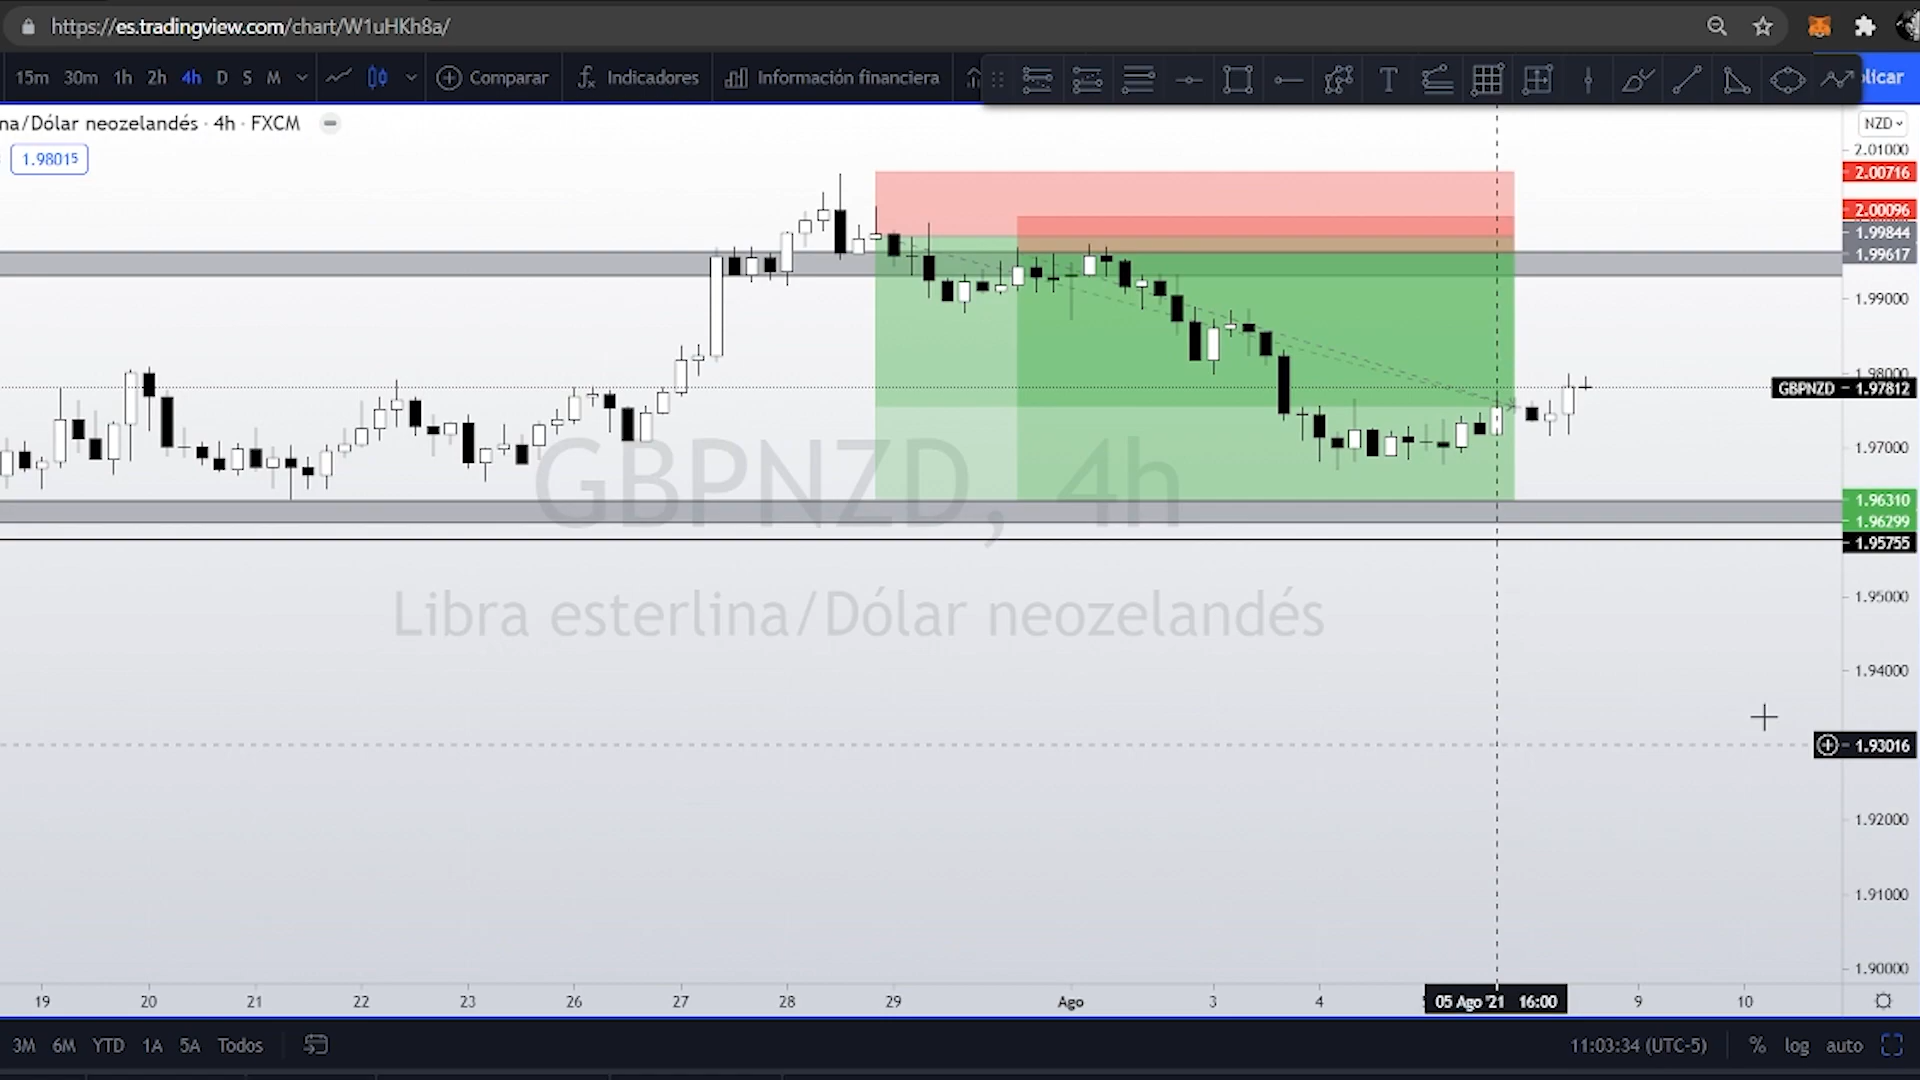 https://es.tradingview.com/chart/W1uHKh8a/
15m 30m 1h 2h 4h D S M Comparar Indicadores Información financiera
licar
na/Dólar neozelandés · 4h · FXCM
NZD
1.98015
2.01000
2.00716
2.00096
1.99844
1.99617
1.99000
1.98000
GBPNZD 1.97812
1.97000
1.96310
1.96299
1.95755
1.95000
1.94000
1.93016
1.92000
1.91000
1.90000
GBPNZD, 4h
Libra esterlina/Dólar neozelandés
19 20 21 22 23 26 27 28 29 Ago 3 4 05 Ago '21 16:00 9 10
3M 6M YTD 1A 5A Todos 11:03:34 (UTC-5) % log auto